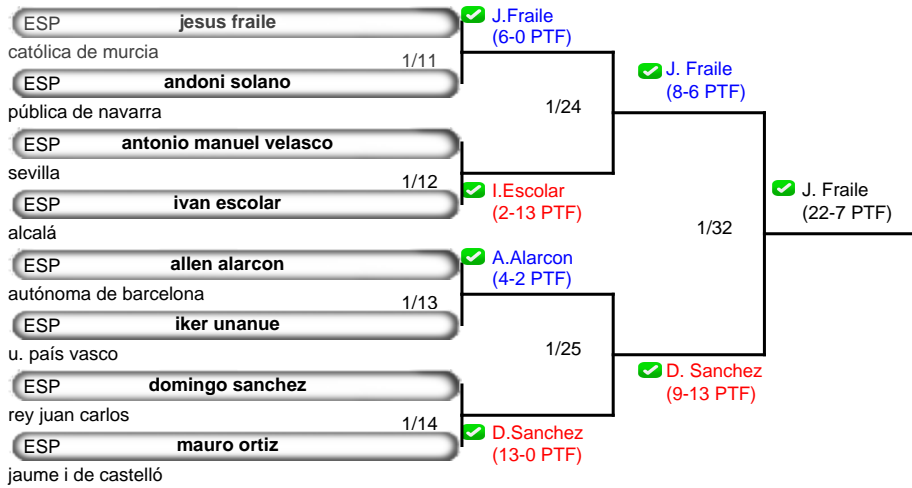 ESP jesus fraile
J.Fraile
(6-0 PTF)
católica de murcia
1/11
J. Fraile
(8-6 PTF)
ESP andoni solano
1/24
pública de navarra
ESP antonio manuel velasco
sevilla
1/12
I.Escolar
(2-13 PTF)
J. Fraile
(22-7 PTF)
ESP ivan escolar
1/32
alcalá
ESP allen alarcon
A.Alarcon
(4-2 PTF)
autónoma de barcelona
1/13
ESP iker unanue
1/25
u. país vasco
D. Sanchez
(9-13 PTF)
ESP domingo sanchez
rey juan carlos
1/14
D.Sanchez
(13-0 PTF)
ESP mauro ortiz
jaume i de castelló